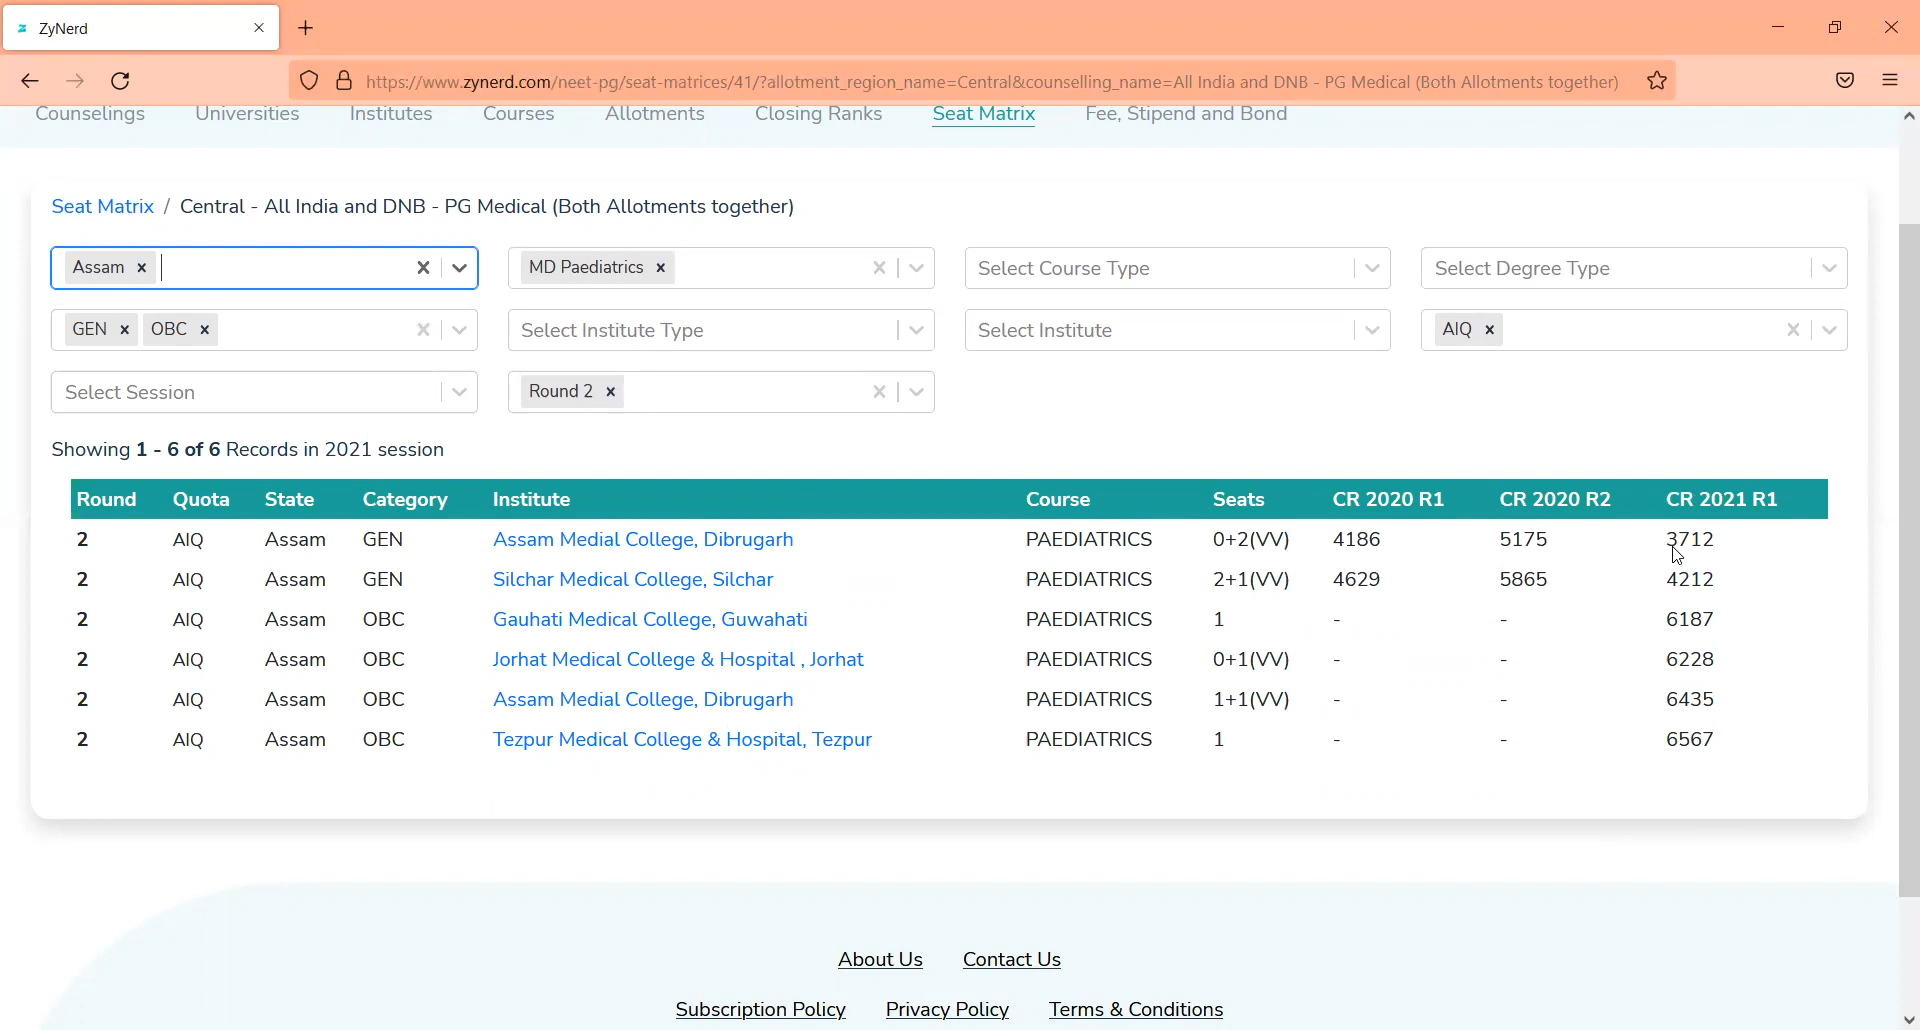 ZyNerd
https://www.zynerd.com/neet-pg/seat-matrices/41/?allotment_region_name=Central&counselling_name=All India and DNB - PG Medical (Both Allotments together)
Counselings Universities Institutes Courses Allotments Closing Ranks Seat Matrix Fee, Stipend and Bond
Seat Matrix / Central - All India and DNB - PG Medical (Both Allotments together)
Assam MD Paediatrics Select Course Type Select Degree Type
GEN OBC Select Institute Type Select Institute AIQ
Select Session Round 2
Showing 1 - 6 of 6 Records in 2021 session
Round Quota State Category Institute Course Seats CR 2020 R1 CR 2020 R2 CR 2021 R1
2 AIQ Assam GEN Assam Medial College, Dibrugarh PAEDIATRICS 0+2(VV) 4186 5175 3712
2 AIQ Assam GEN Silchar Medical College, Silchar PAEDIATRICS 2+1(VV) 4629 5865 4212
2 AIQ Assam OBC Gauhati Medical College, Guwahati PAEDIATRICS 1 - - 6187
2 AIQ Assam OBC Jorhat Medical College & Hospital , Jorhat PAEDIATRICS 0+1(VV) - - 6228
2 AIQ Assam OBC Assam Medial College, Dibrugarh PAEDIATRICS 1+1(VV) - - 6435
2 AIQ Assam OBC Tezpur Medical College & Hospital, Tezpur PAEDIATRICS 1 - - 6567
About Us Contact Us
Subscription Policy Privacy Policy Terms & Conditions